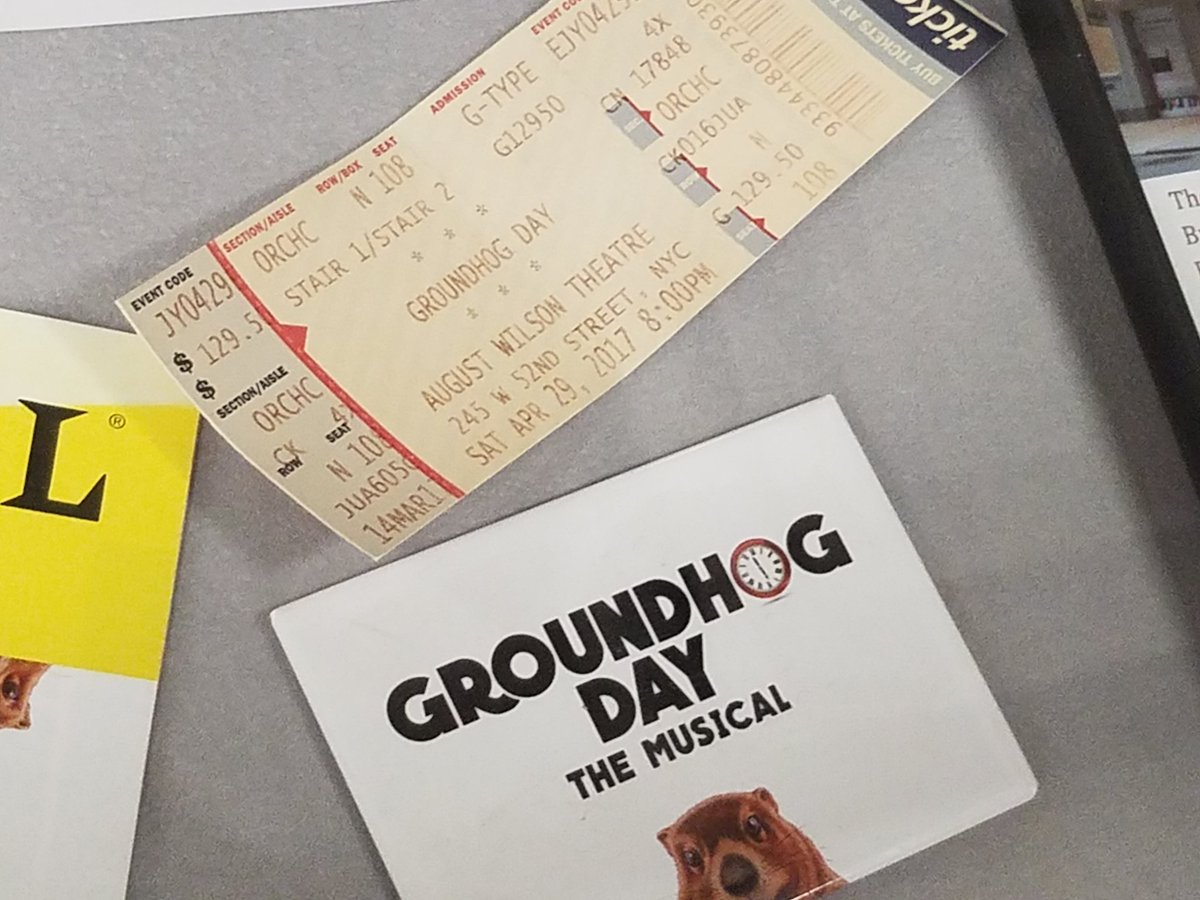 EVENT CODE
JY0429
$ 129.5
$
SECTION/AISLE
ORCHC
CK 4X
ROW SEAT
N 108
14MAR1
SECTION/AISLE ROW/BOX SEAT ADMISSION
ORCHC N 108 G-TYPE
STAIR 1/STAIR 2 G12950
* * * *
GROUNDHOG DAY
* * *
AUGUST WILSON THEATRE
245 W 52ND STREET, NYC
SAT APR 29, 2017 8:00PM
4X
CN 17848
ORCHC
CK016JUA
N
G 129.50
108
BUY TICKETS AT
L®
GROUNDHOG
DAY
THE MUSICAL